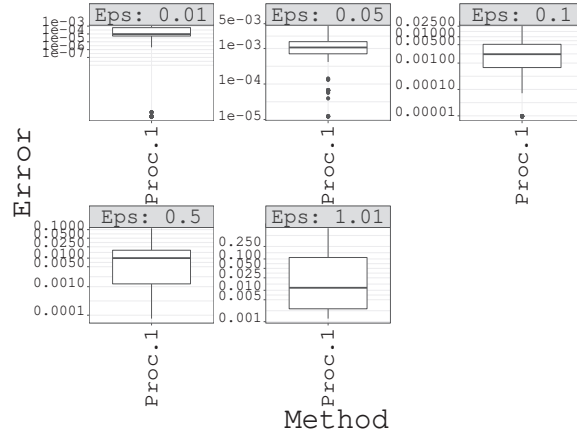 Eps: 0.01
1e-03
1e-04
1e-05
1e-06
1e-07
Proc.1
Eps: 0.05
5e-03
1e-03
1e-04
1e-05
Proc.1
Eps: 0.1
0.02500
0.01500
0.01000
0.00500
0.00150
0.00100
0.00010
0.00001
Proc.1
Error
Eps: 0.5
0.1000
0.0500
0.0250
0.0100
0.0050
0.0010
0.0001
Proc.1
Eps: 1.01
0.250
0.100
0.050
0.025
0.010
0.005
0.001
Proc.1
Method